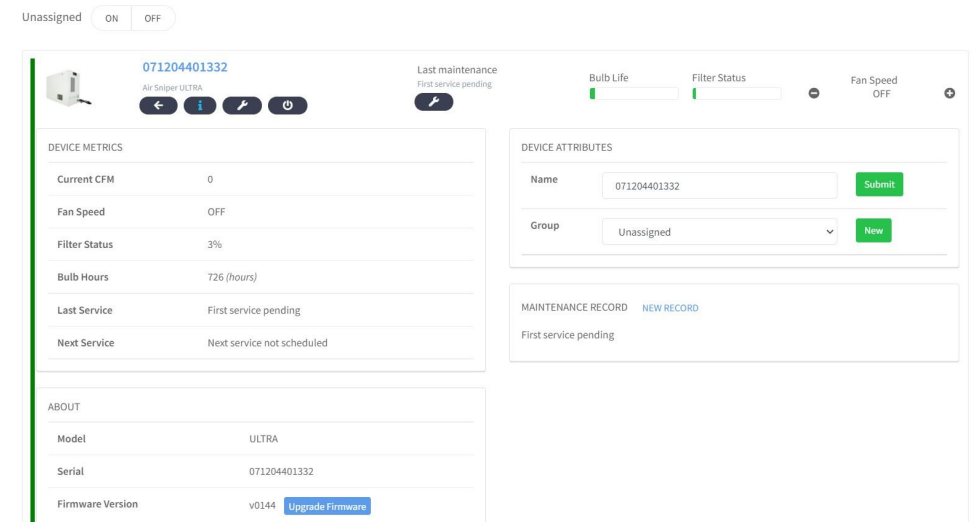 Unassigned ON OFF
071204401332
Air Sniper ULTRA
Last maintenance
First service pending
Bulb Life
Filter Status
Fan Speed
OFF
DEVICE METRICS
Current CFM 0
Fan Speed OFF
Filter Status 3%
Bulb Hours 726 (hours)
Last Service First service pending
Next Service Next service not scheduled
DEVICE ATTRIBUTES
Name 071204401332 Submit
Group Unassigned New
MAINTENANCE RECORD NEW RECORD
First service pending
ABOUT
Model ULTRA
Serial 071204401332
Firmware Version v0144 Upgrade Firmware